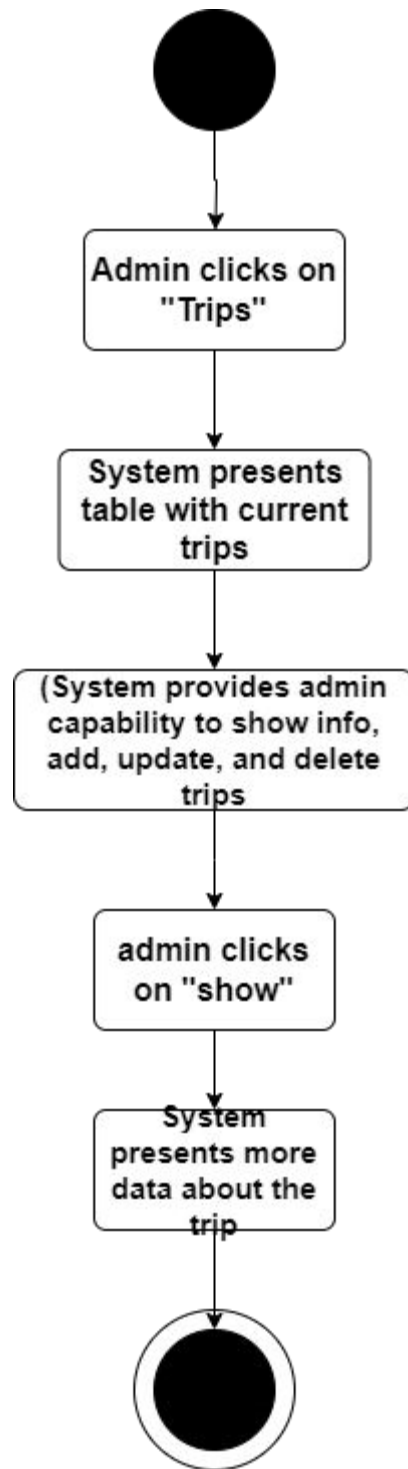 Admin clicks on
"Trips"
System presents
table with current
trips
(System provides admin
capability to show info,
add, update, and delete
trips
admin clicks
on "show"
System
presents more
data about the
trip